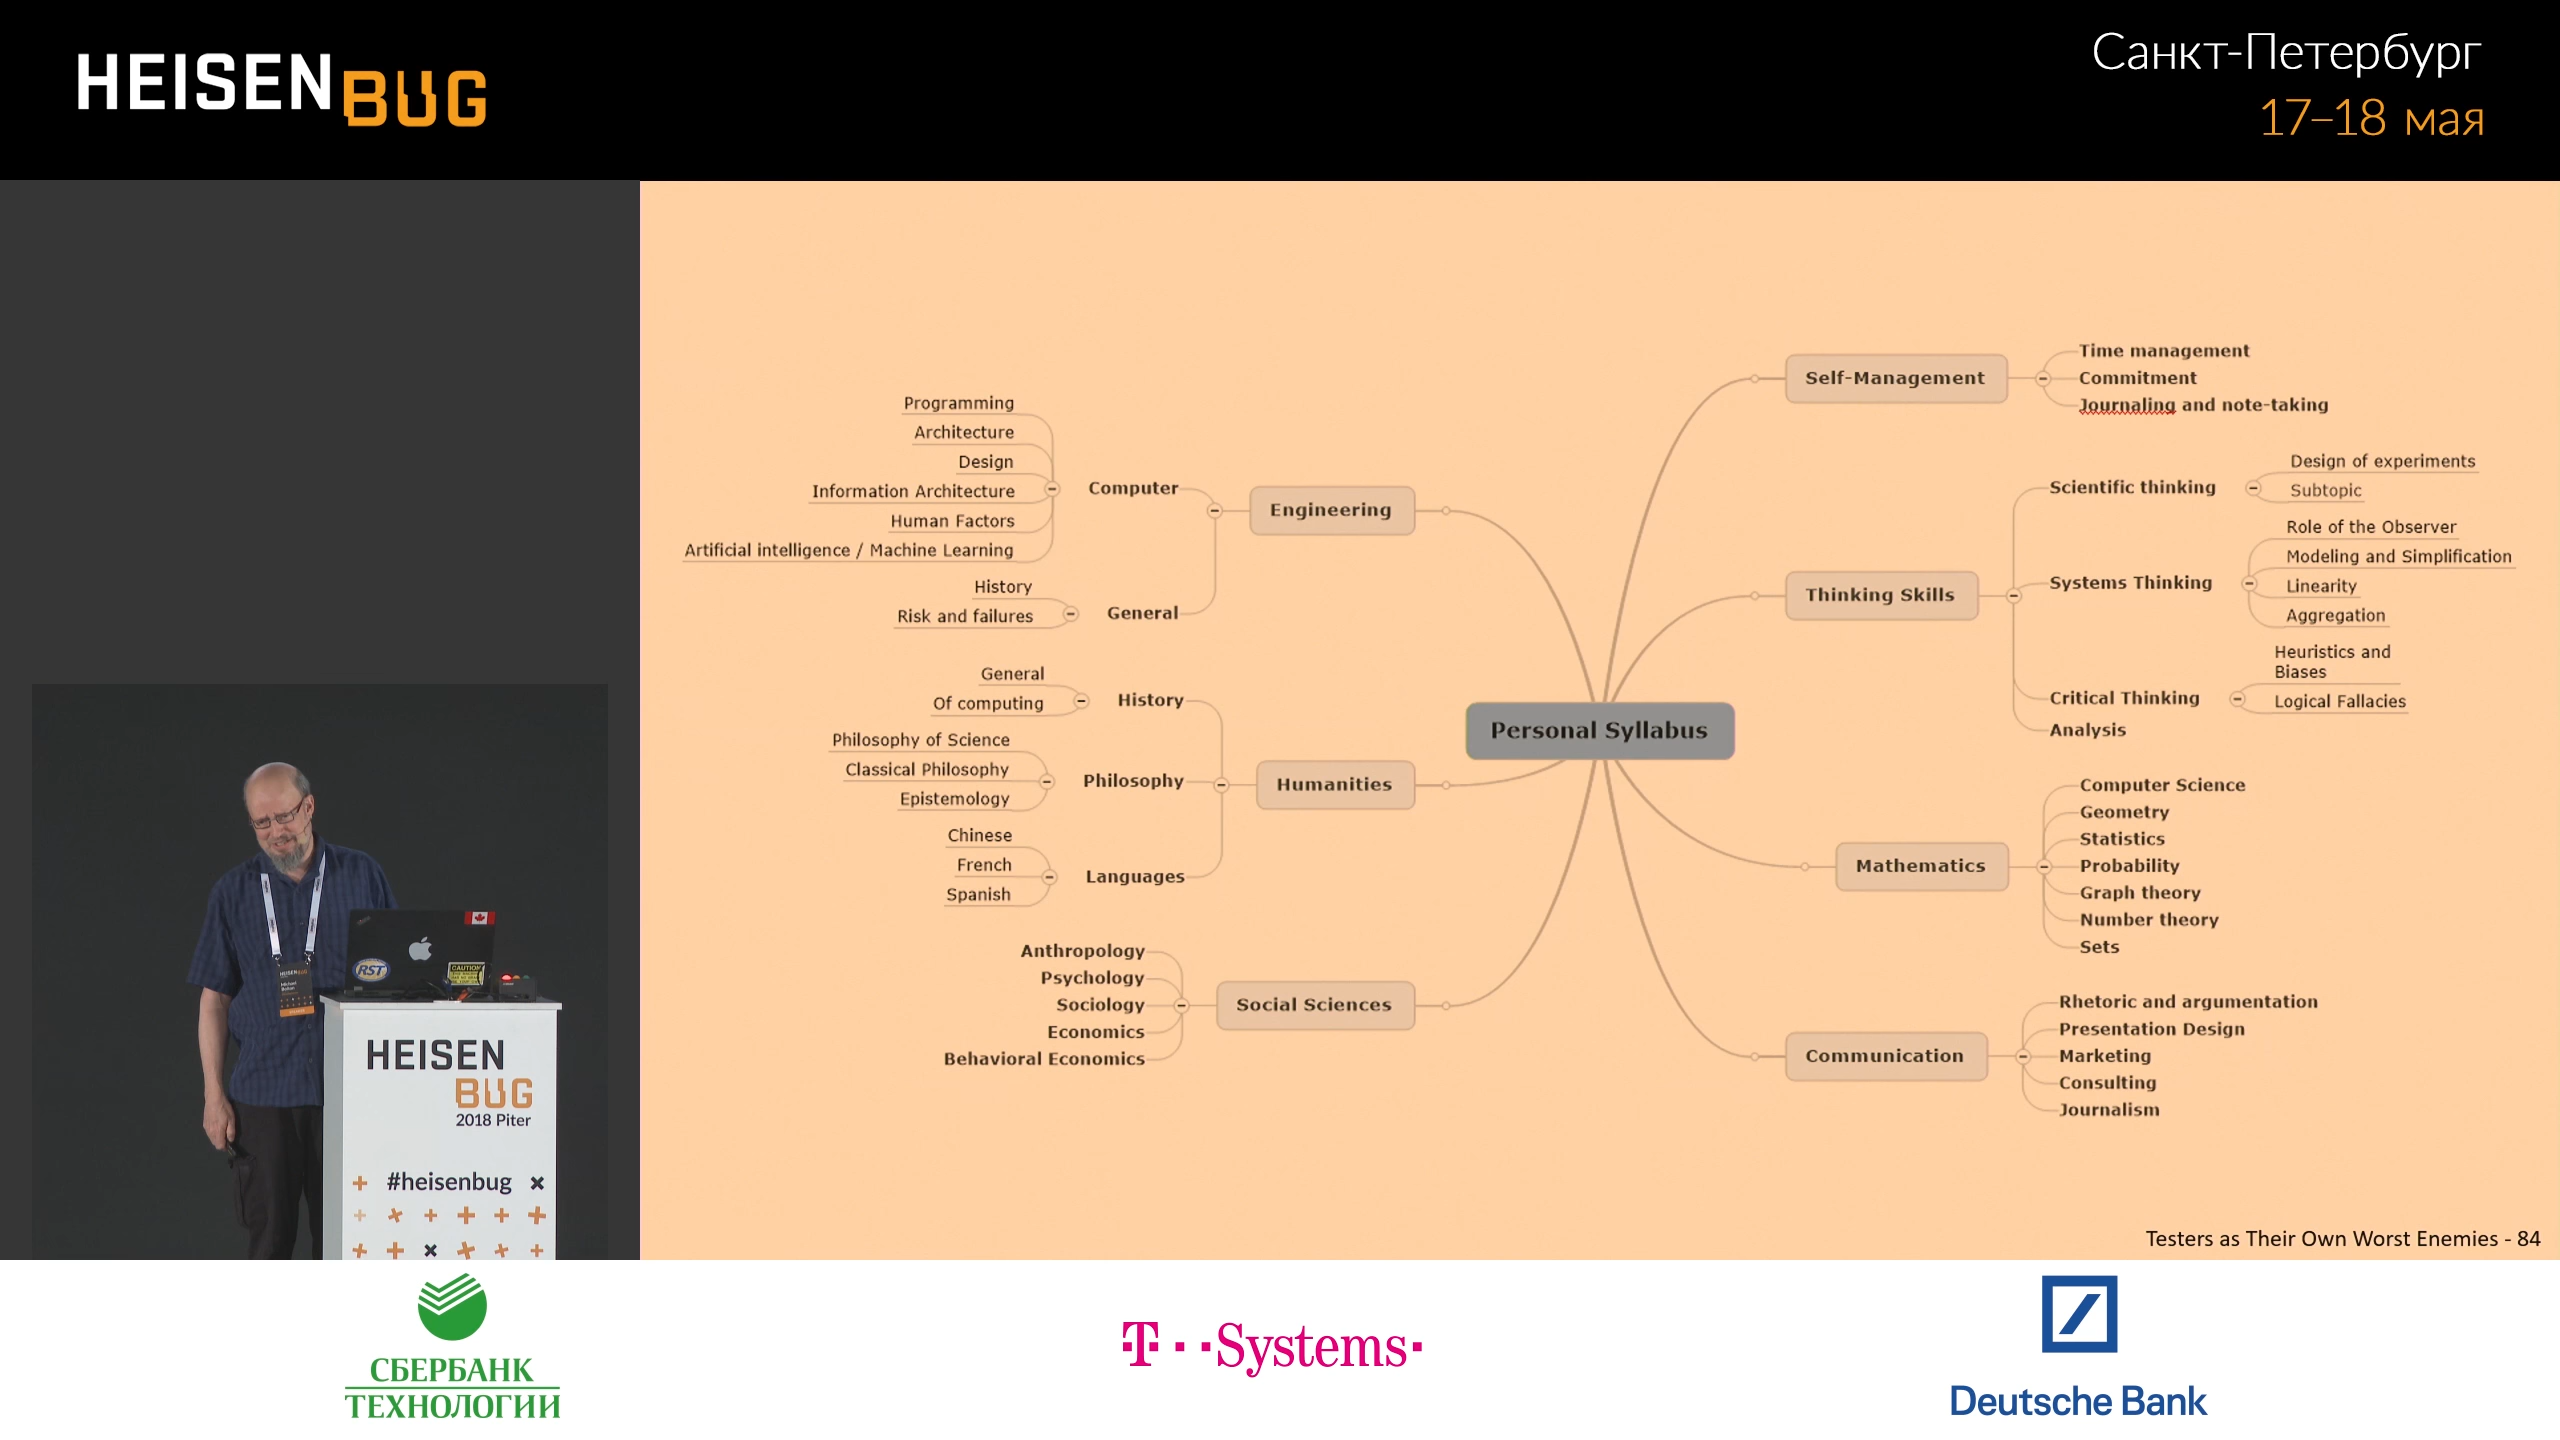 HEISENBUG
Санкт-Петербург
17–18 мая
Personal Syllabus
Engineering
Computer
Programming
Architecture
Design
Information Architecture
Human Factors
Artificial intelligence / Machine Learning
General
History
Risk and failures
Humanities
History
General
Of computing
Philosophy
Philosophy of Science
Classical Philosophy
Epistemology
Languages
Chinese
French
Spanish
Social Sciences
Anthropology
Psychology
Sociology
Economics
Behavioral Economics
Self-Management
Time management
Commitment
Journaling and note-taking
Thinking Skills
Scientific thinking
Design of experiments
Subtopic
Systems Thinking
Role of the Observer
Modeling and Simplification
Linearity
Aggregation
Critical Thinking
Heuristics and
Biases
Logical Fallacies
Analysis
Mathematics
Computer Science
Geometry
Statistics
Probability
Graph theory
Number theory
Sets
Communication
Rhetoric and argumentation
Presentation Design
Marketing
Consulting
Journalism
Testers as Their Own Worst Enemies - 84
RST
CAUTION
HEISENBUG
Michael
Bolton
HEISEN
BUG
2018 Piter
#heisenbug
СБЕРБАНК
ТЕХНОЛОГИИ
T··Systems·
Deutsche Bank